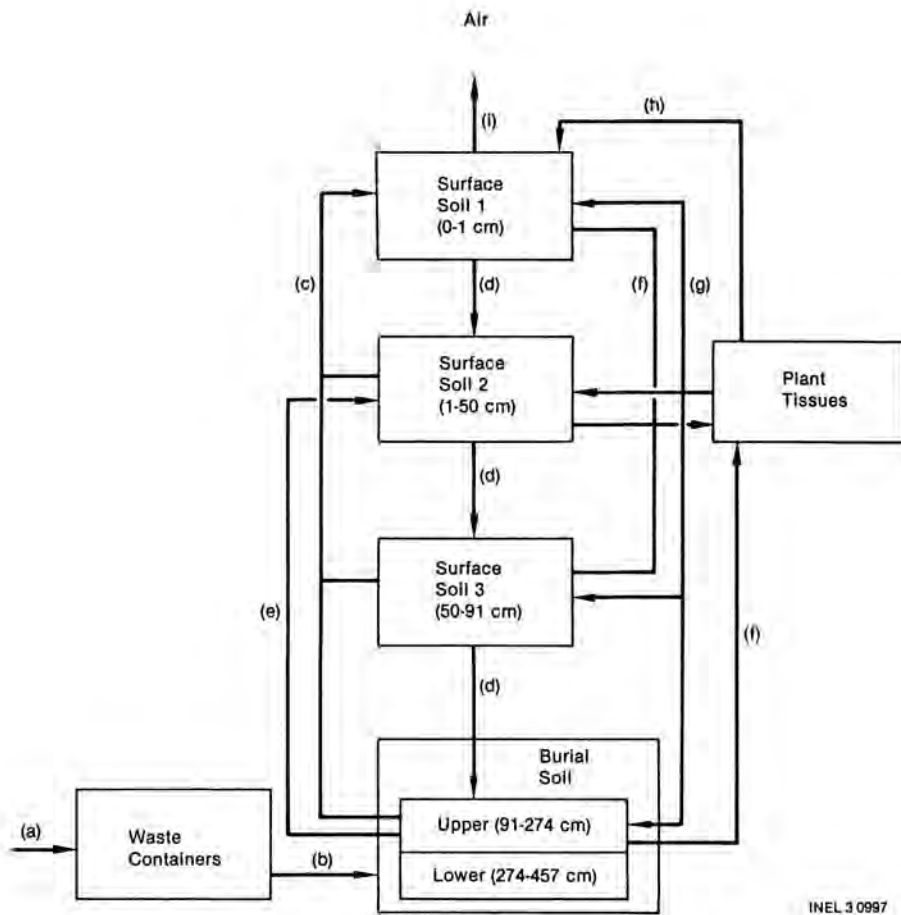 Air
(i)
(h)
Surface
Soil 1
(0-1 cm)
(c)
(d)
(f)
(g)
Surface
Soil 2
(1-50 cm)
Plant
Tissues
(d)
Surface
Soil 3
(50-91 cm)
(e)
(f)
(d)
Burial
Soil
(a)
Waste
Containers
(b)
Upper (91-274 cm)
Lower (274-457 cm)
INEL 3 0997